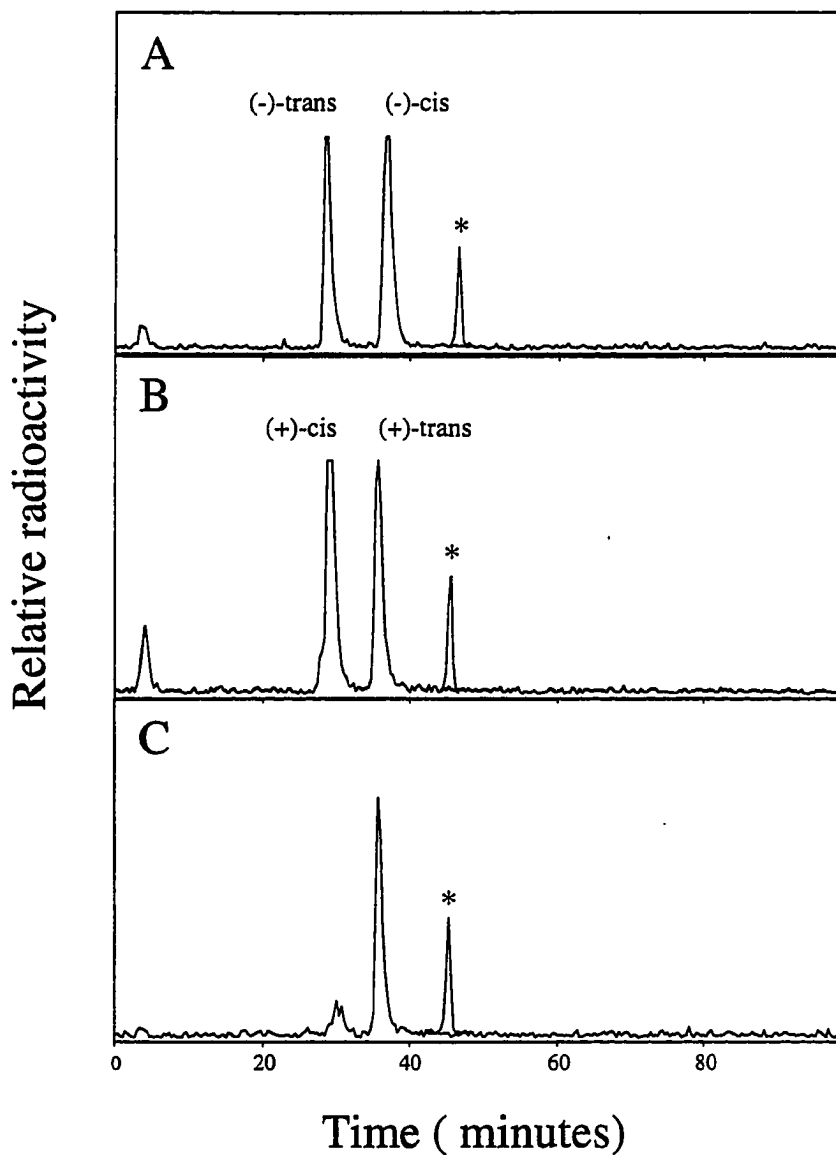 A
(-)-trans (-)-cis
*
B
(+)-cis (+)-trans
*
C
*
0 20 40 60 80
Time ( minutes)
Relative radioactivity